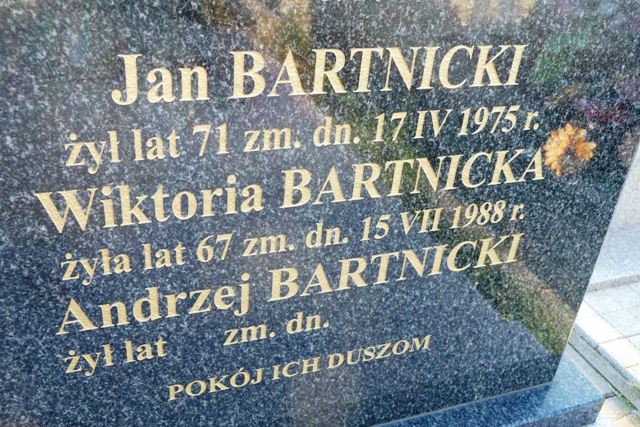 Jan BARTNICKI
żył lat 71 zm. dn. 17 IV 1975 r.
Wiktoria BARTNICKA
żyła lat 67 zm. dn. 15 VII 1988 r.
Andrzej BARTNICKI
żył lat zm. dn.
POKÓJ ICH DUSZOM